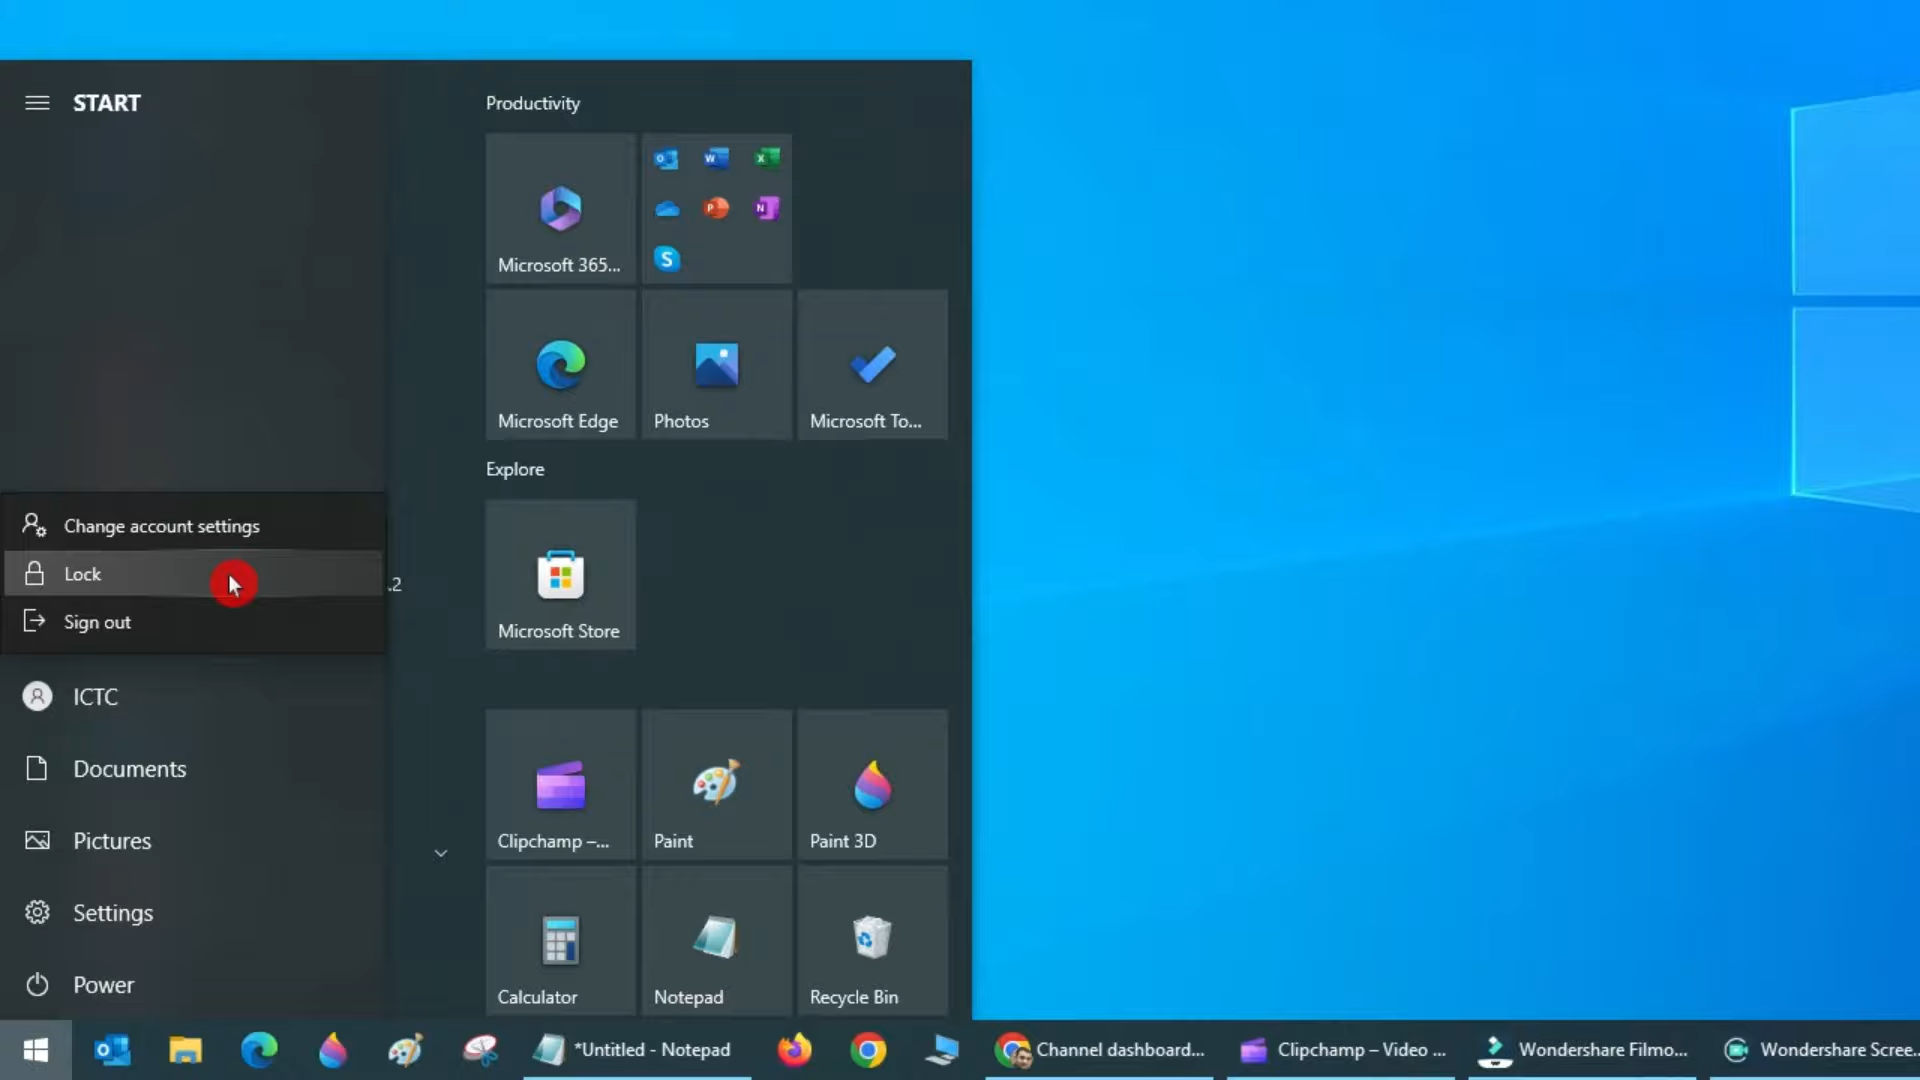 START
Productivity
Microsoft 365...
Microsoft Edge
Photos
Microsoft To...
Explore
Microsoft Store
Change account settings
Lock
.2
Sign out
ICTC
Documents
Pictures
Settings
Power
Clipchamp –...
Paint
Paint 3D
Calculator
Notepad
Recycle Bin
*Untitled - Notepad
Channel dashboard...
Clipchamp – Video ...
Wondershare Filmo...
Wondershare Scree...